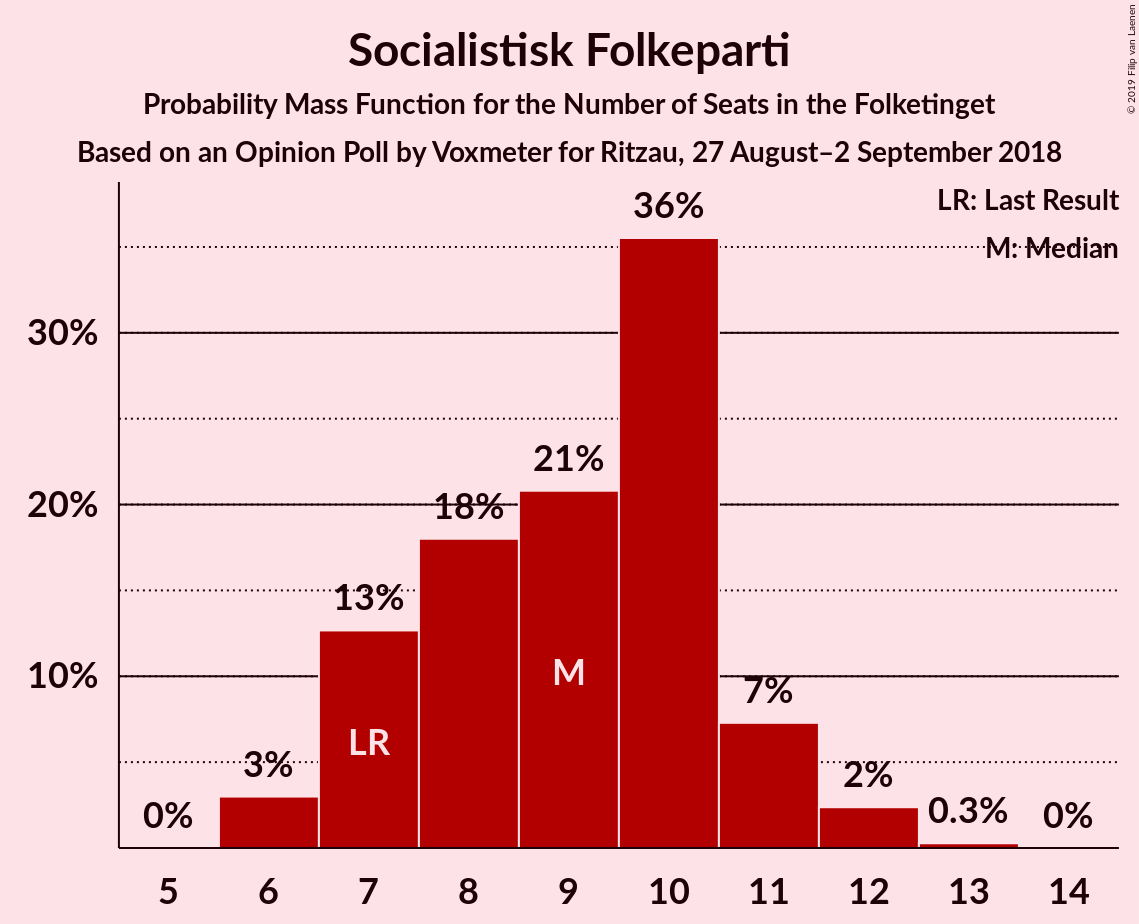 Socialistisk Folkeparti
Probability Mass Function for the Number of Seats in the Folketinget
Based on an Opinion Poll by Voxmeter for Ritzau, 27 August–2 September 2018
© 2019 Filip van Laenen
LR: Last Result
M: Median
36%
30%
21%
20%
18%
13%
10%
M
7%
LR
3%
2%
0%
0.3%
0%
5 6 7 8 9 10 11 12 13 14